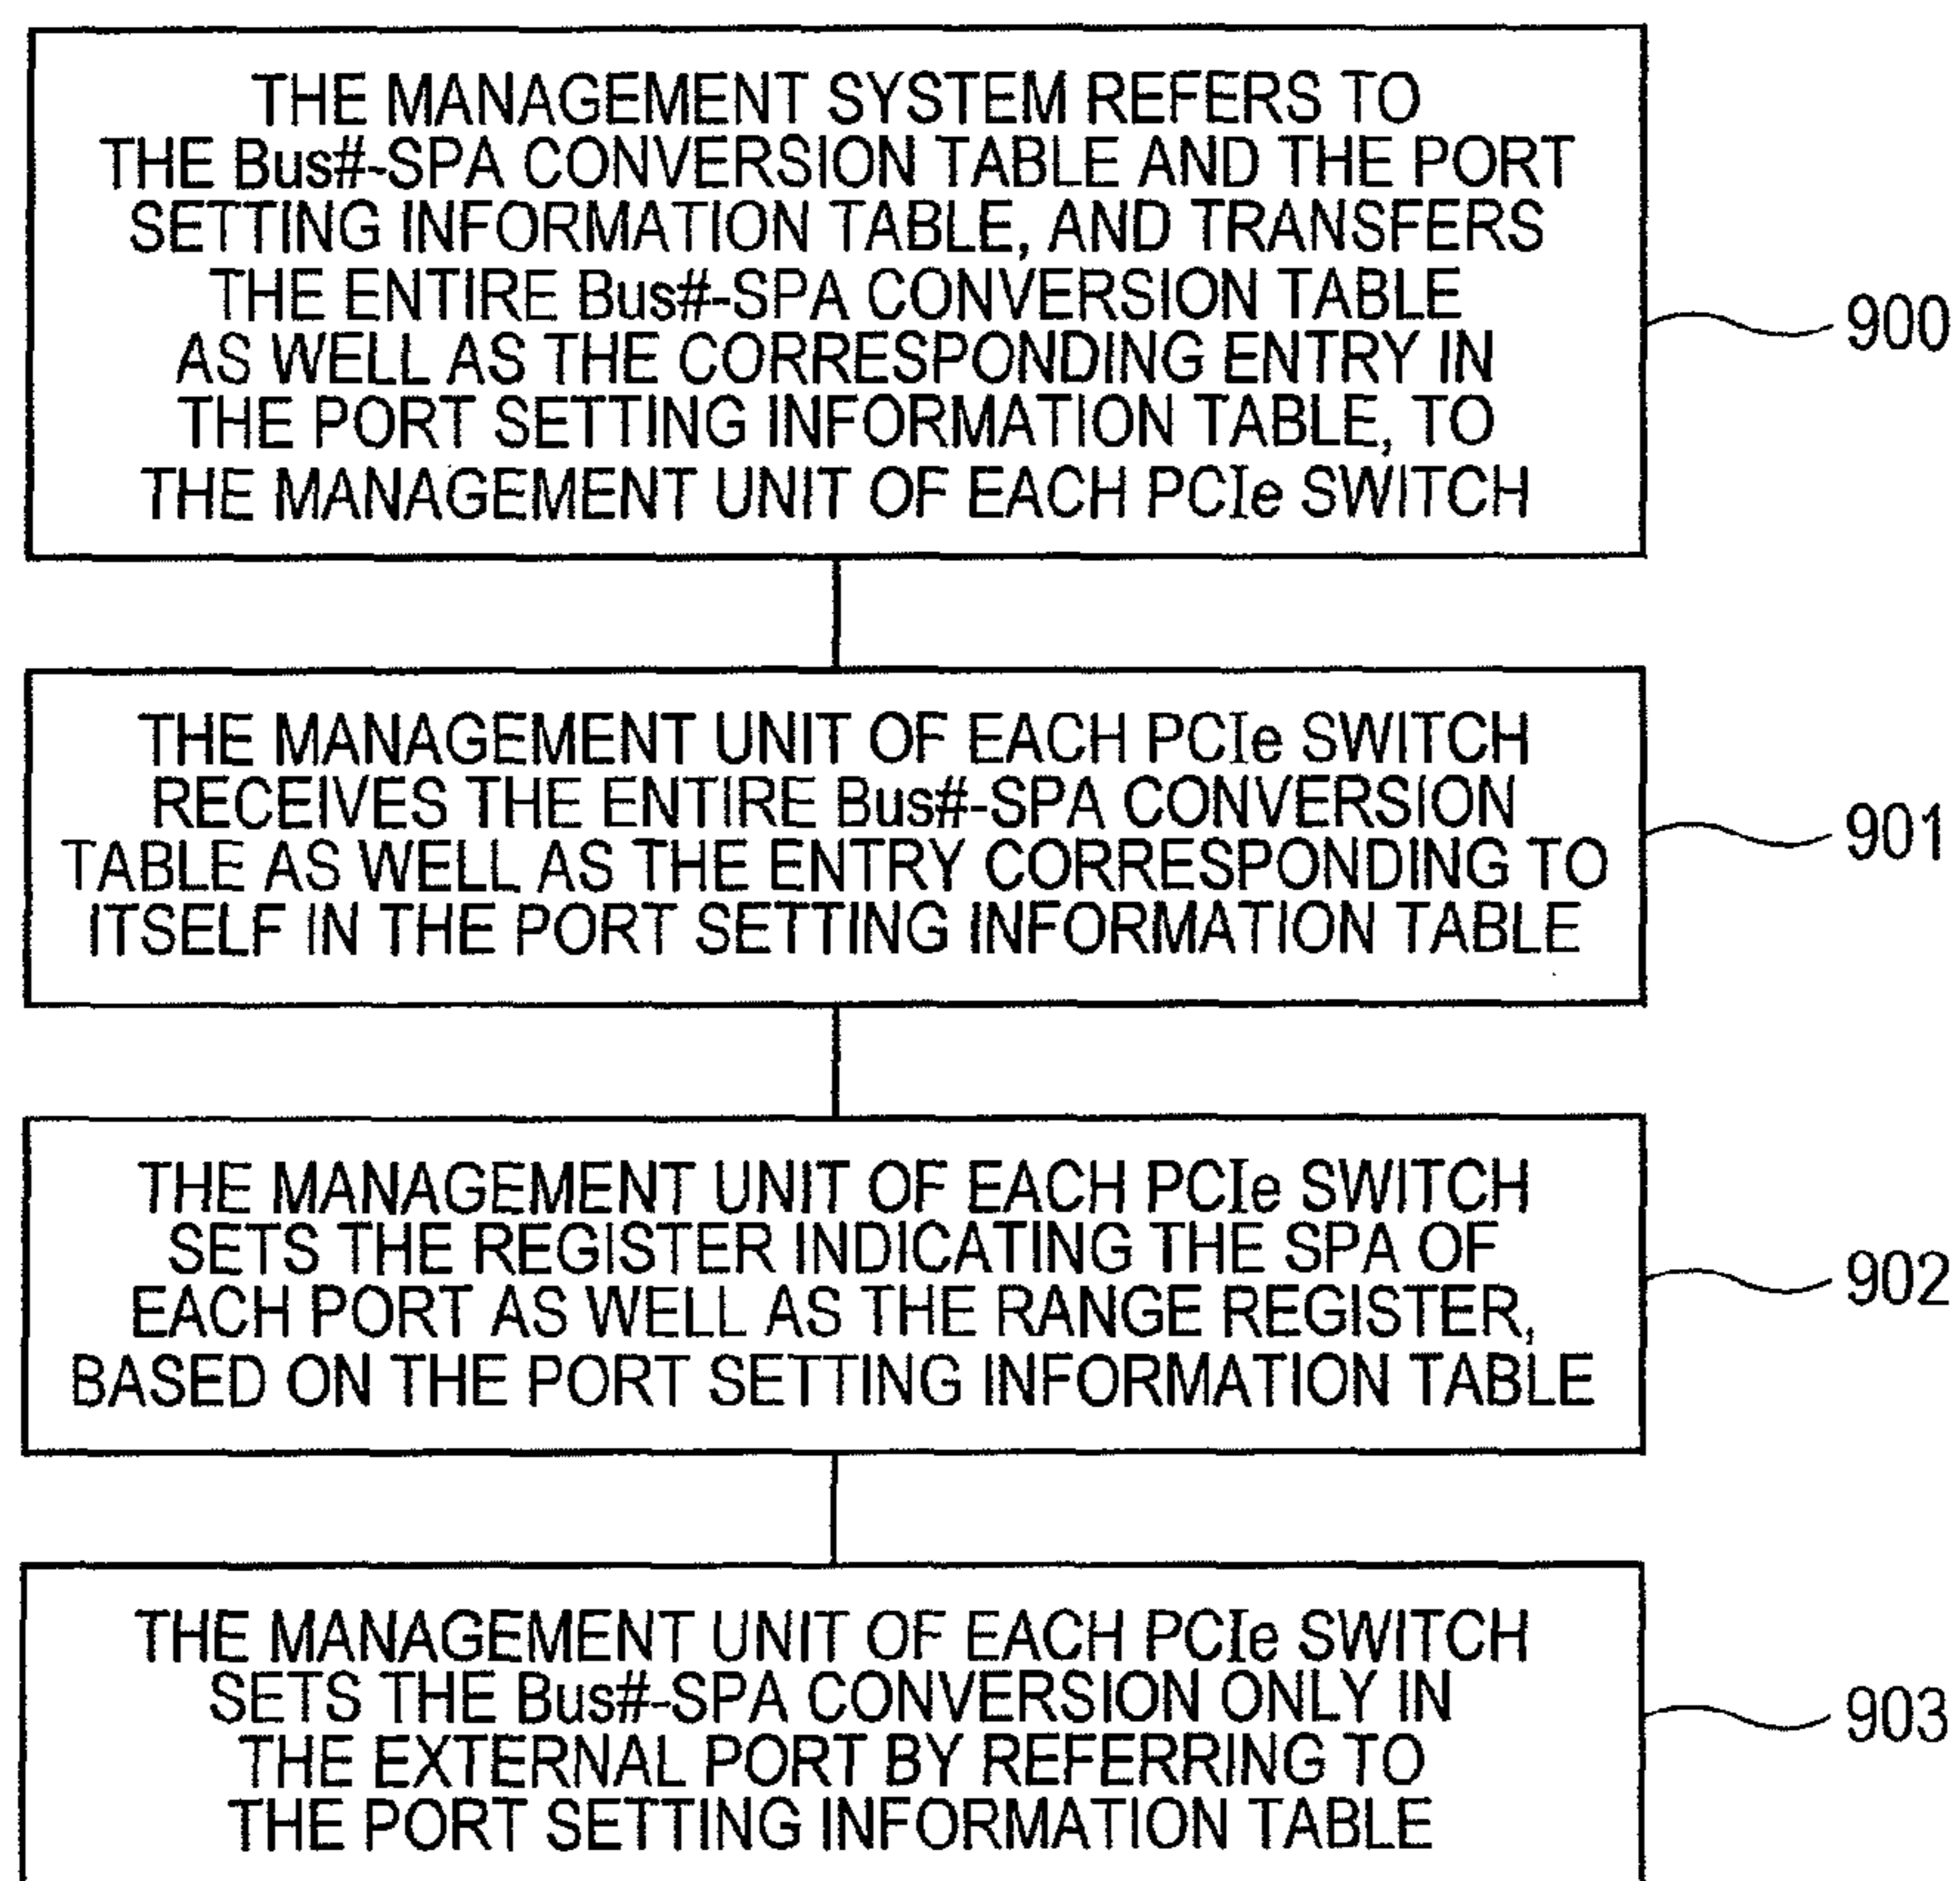 THE MANAGEMENT SYSTEM REFERS TO
THE Bus#-SPA CONVERSION TABLE AND THE PORT
SETTING INFORMATION TABLE, AND TRANSFERS
THE ENTIRE Bus#-SPA CONVERSION TABLE
AS WELL AS THE CORRESPONDING ENTRY IN
THE PORT SETTING INFORMATION TABLE, TO
THE MANAGEMENT UNIT OF EACH PCIe SWITCH
900
THE MANAGEMENT UNIT OF EACH PCIe SWITCH
RECEIVES THE ENTIRE Bus#-SPA CONVERSION
TABLE AS WELL AS THE ENTRY CORRESPONDING TO
ITSELF IN THE PORT SETTING INFORMATION TABLE
901
THE MANAGEMENT UNIT OF EACH PCIe SWITCH
SETS THE REGISTER INDICATING THE SPA OF
EACH PORT AS WELL AS THE RANGE REGISTER,
BASED ON THE PORT SETTING INFORMATION TABLE
902
THE MANAGEMENT UNIT OF EACH PCIe SWITCH
SETS THE Bus#-SPA CONVERSION ONLY IN
THE EXTERNAL PORT BY REFERRING TO
THE PORT SETTING INFORMATION TABLE
903